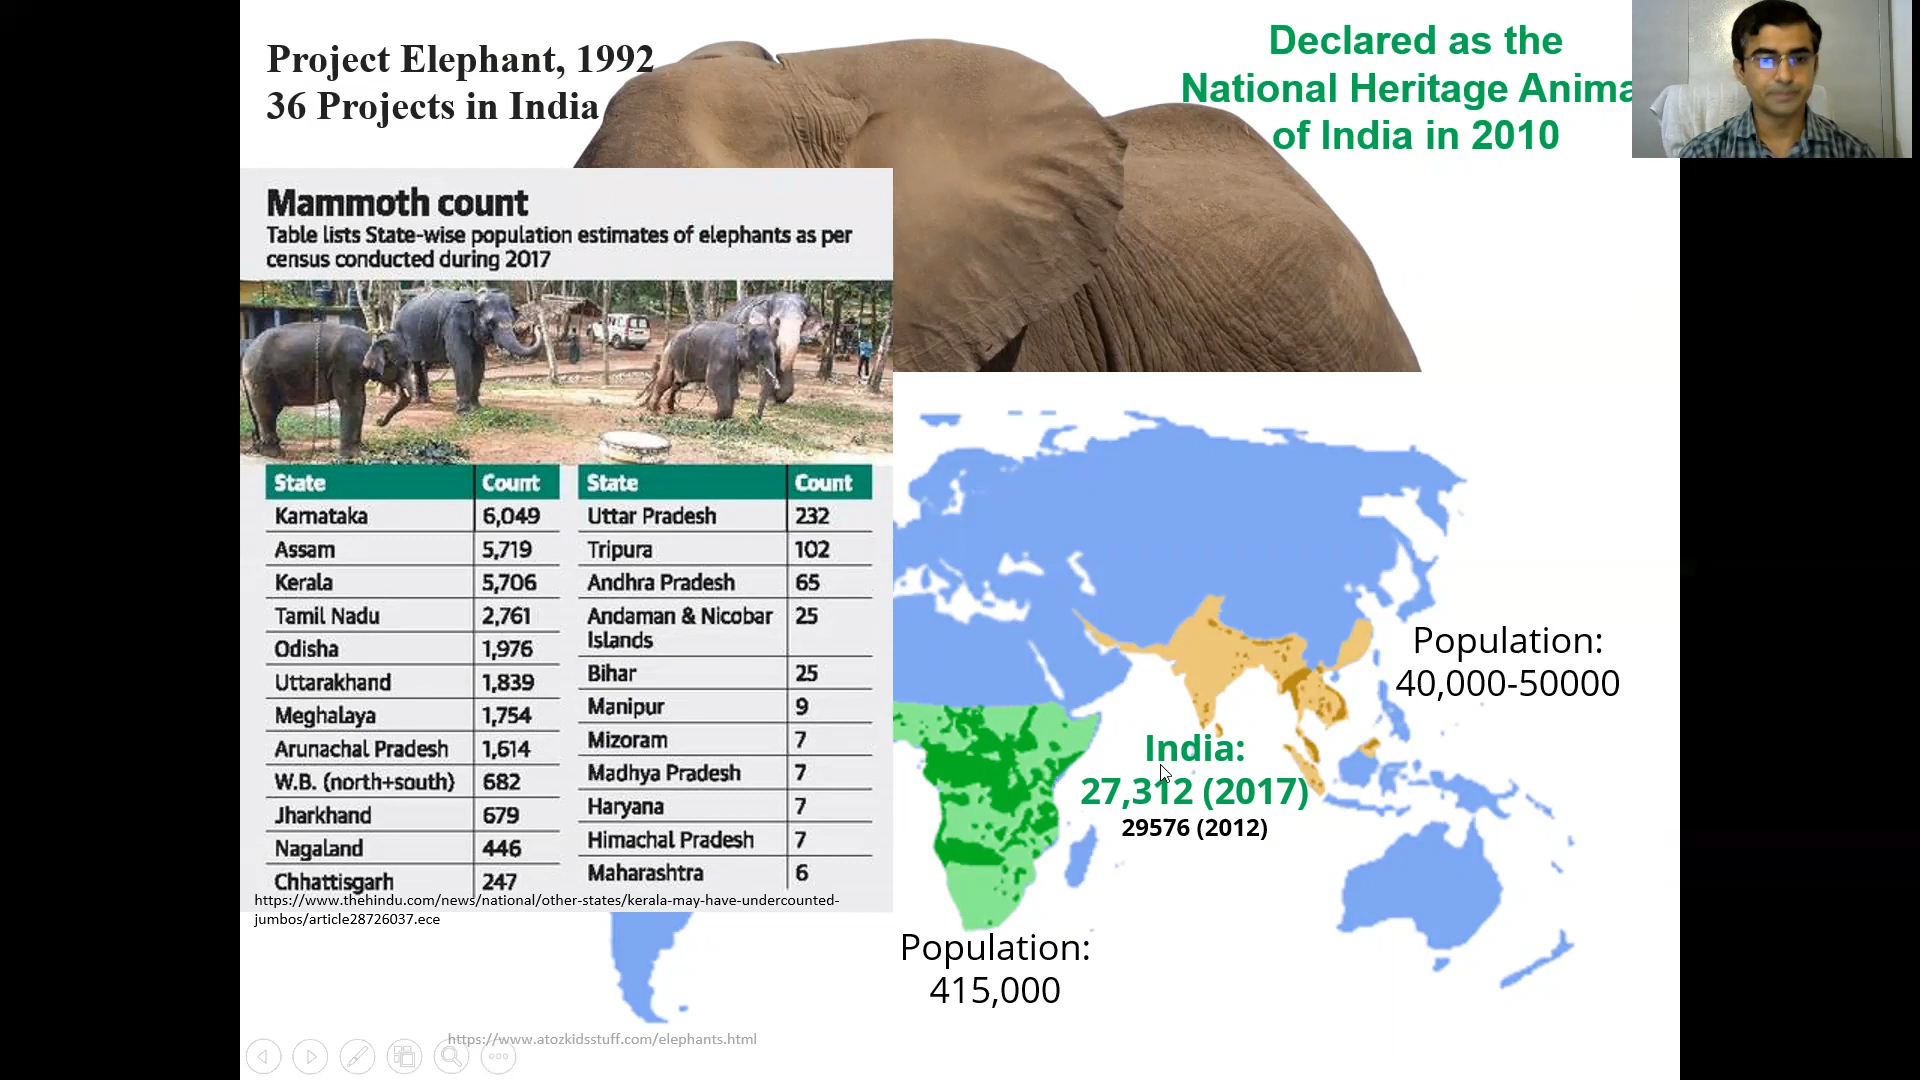 Project Elephant, 1992
36 Projects in India
Declared as the
National Heritage Anima
of India in 2010
Mammoth count
Table lists State-wise population estimates of elephants as per
census conducted during 2017
State Count State Count
Karnataka 6,049 Uttar Pradesh 232
Assam 5,719 Tripura 102
Kerala 5,706 Andhra Pradesh 65
Tamil Nadu 2,761 Andaman & Nicobar 25
Islands
Odisha 1,976
Uttarakhand 1,839 Bihar 25
Meghalaya 1,754 Manipur 9
Arunachal Pradesh 1,614 Mizoram 7
W.B. (north+south) 682 Madhya Pradesh 7
Jharkhand 679 Haryana 7
Nagaland 446 Himachal Pradesh 7
Chhattisgarh 247 Maharashtra 6
https://www.thehindu.com/news/national/other-states/kerala-may-have-undercounted-
jumbos/article28726037.ece
Population:
40,000-50000
India:
27,312 (2017)
29576 (2012)
Population:
415,000
https://www.atozkidsstuff.com/elephants.html